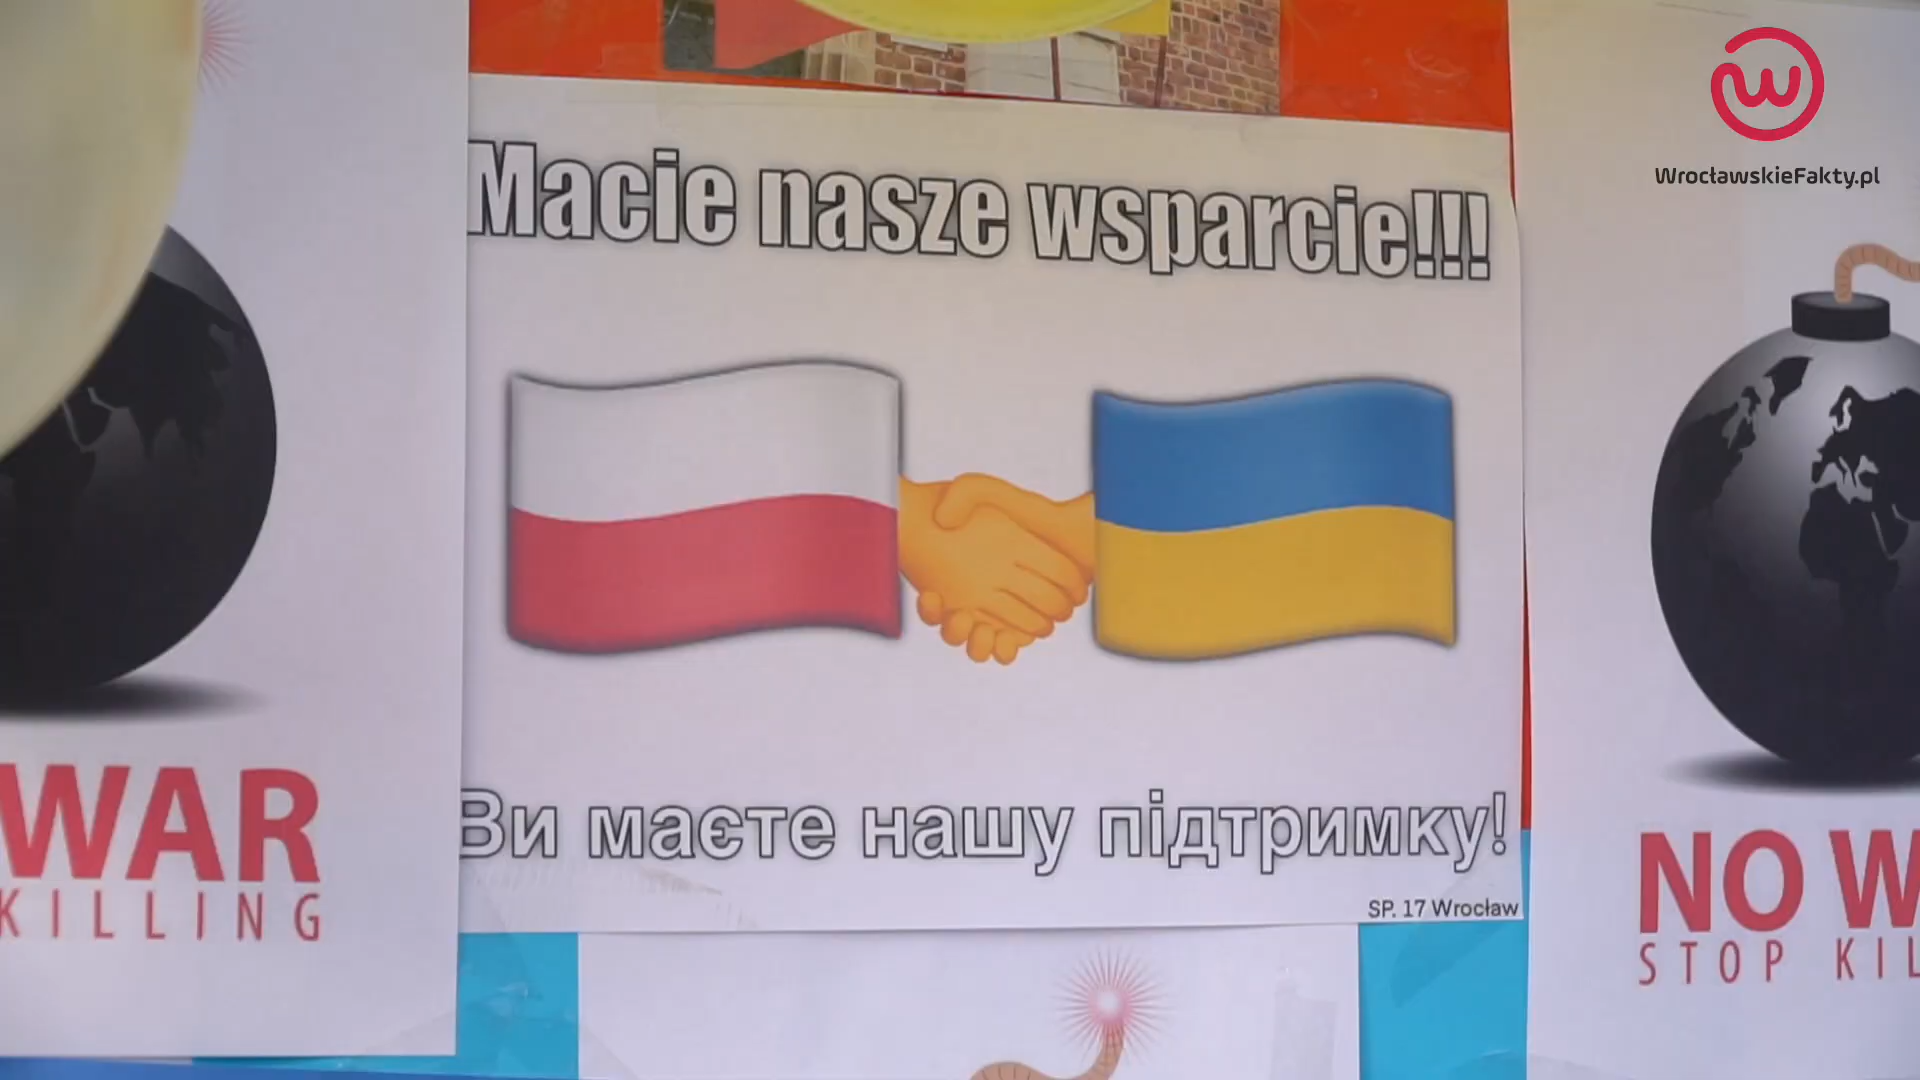 WrocławskieFakty.pl
Macie nasze wsparcie!!!
Ви маєте нашу підтримку!
SP. 17 Wrocław
WAR
KILLING
NO W
STOP KIL